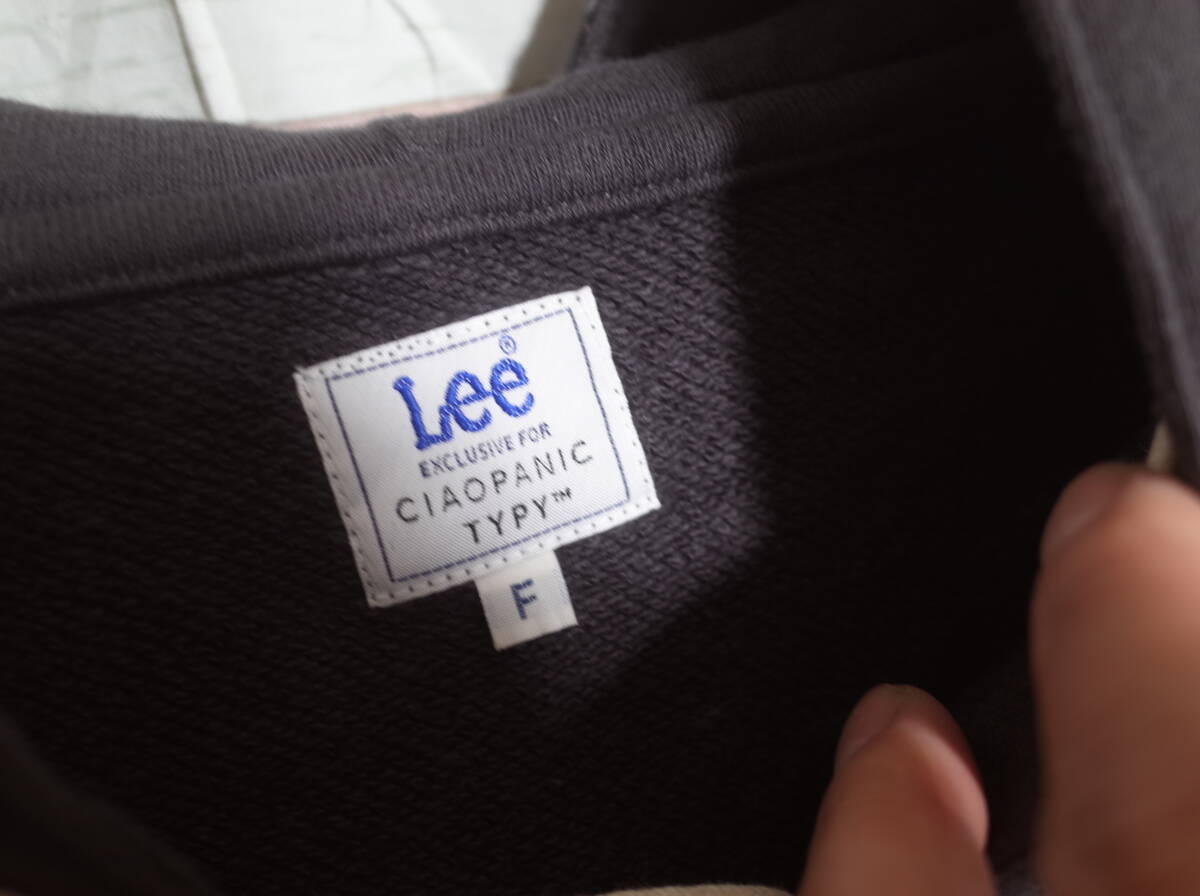 Lee®
EXCLUSIVE FOR
CIAOPANIC
TYPY™
F